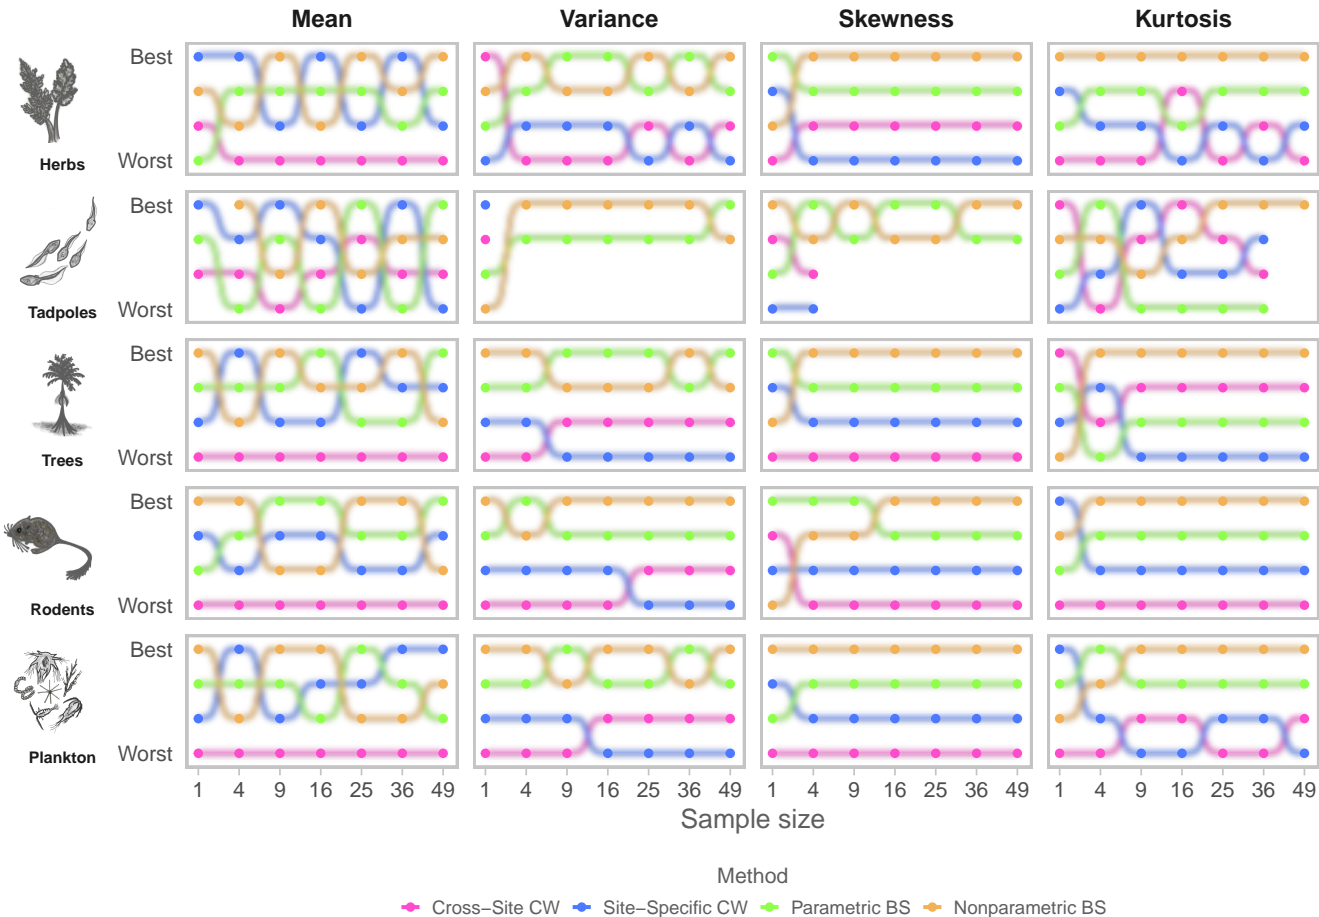 Mean Variance Skewness Kurtosis
Best
Worst
Herbs
Best
Worst
Tadpoles
Best
Worst
Trees
Best
Worst
Rodents
Best
Worst
Plankton
1 4 9 16 25 36 49 1 4 9 16 25 36 49 1 4 9 16 25 36 49 1 4 9 16 25 36 49
Sample size
Method
Cross−Site CW Site−Specific CW Parametric BS Nonparametric BS